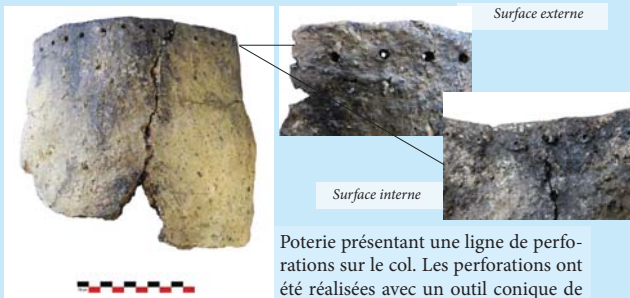 Surface externe
Surface interne
Poterie présentant une ligne de perfo-
rations sur le col. Les perforations ont
été réalisées avec un outil conique de